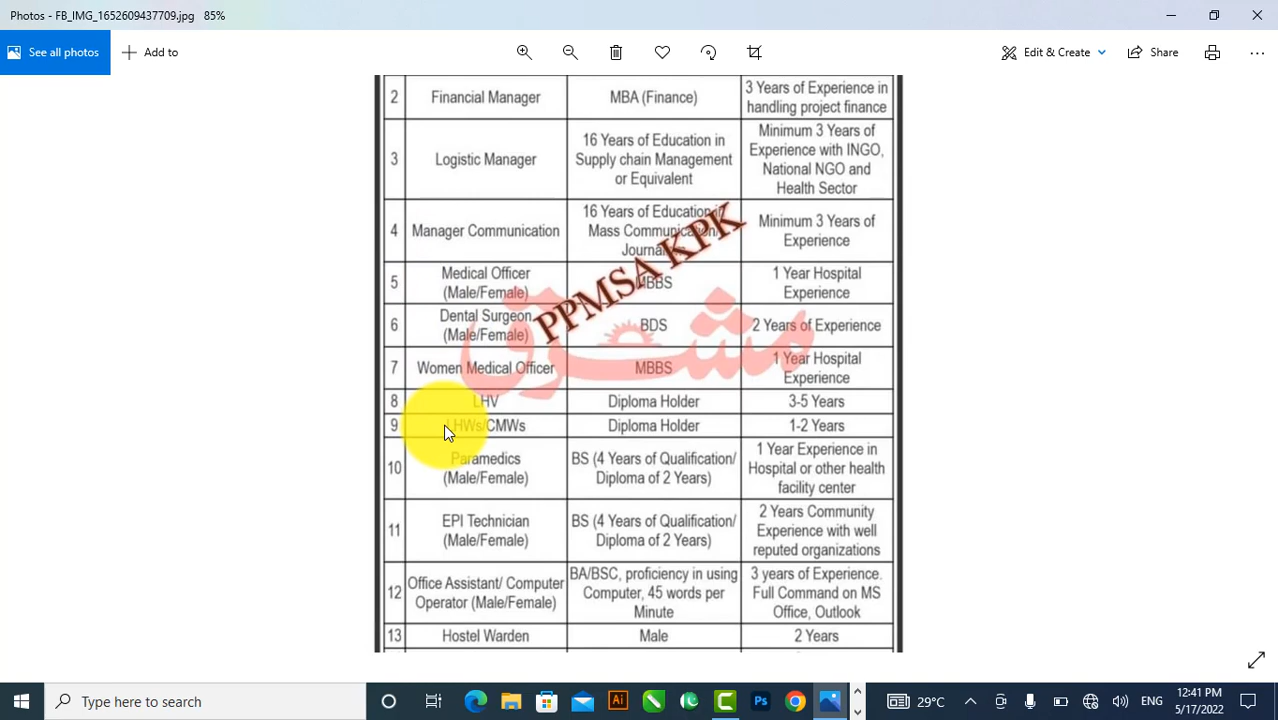 Photos - FB_IMG_1652609437709.jpg 85%
See all photos
Add to
Edit & Create
Share
2 Financial Manager MBA (Finance) 3 Years of Experience in
handling project finance
3 Logistic Manager 16 Years of Education in
Supply chain Management
or Equivalent
Minimum 3 Years of
Experience with INGO,
National NGO and
Health Sector
4 Manager Communication 16 Years of Education in
Mass Communication/
Minimum 3 Years of
Experience
5 Medical Officer
(Male/Female)
MBBS
1 Year Hospital
Experience
6 Dental Surgeon
(Male/Female)
BDS
2 Years of Experience
7 Women Medical Officer
MBBS
1 Year Hospital
Experience
8 LHV Diploma Holder 3-5 Years
9 LHWs/CMWs Diploma Holder 1-2 Years
10 Paramedics
(Male/Female)
BS (4 Years of Qualification/
Diploma of 2 Years)
1 Year Experience in
Hospital or other health
facility center
11 EPI Technician
(Male/Female)
BS (4 Years of Qualification/
Diploma of 2 Years)
2 Years Community
Experience with well
reputed organizations
12 Office Assistant/ Computer
Operator (Male/Female)
BA/BSC, proficiency in using
Computer, 45 words per
Minute
3 years of Experience.
Full Command on MS
Office, Outlook
13 Hostel Warden Male 2 Years
PPMSA KPK
مشرق
Type here to search
Ai
Ps
29°C
ENG
12:41 PM
5/17/2022